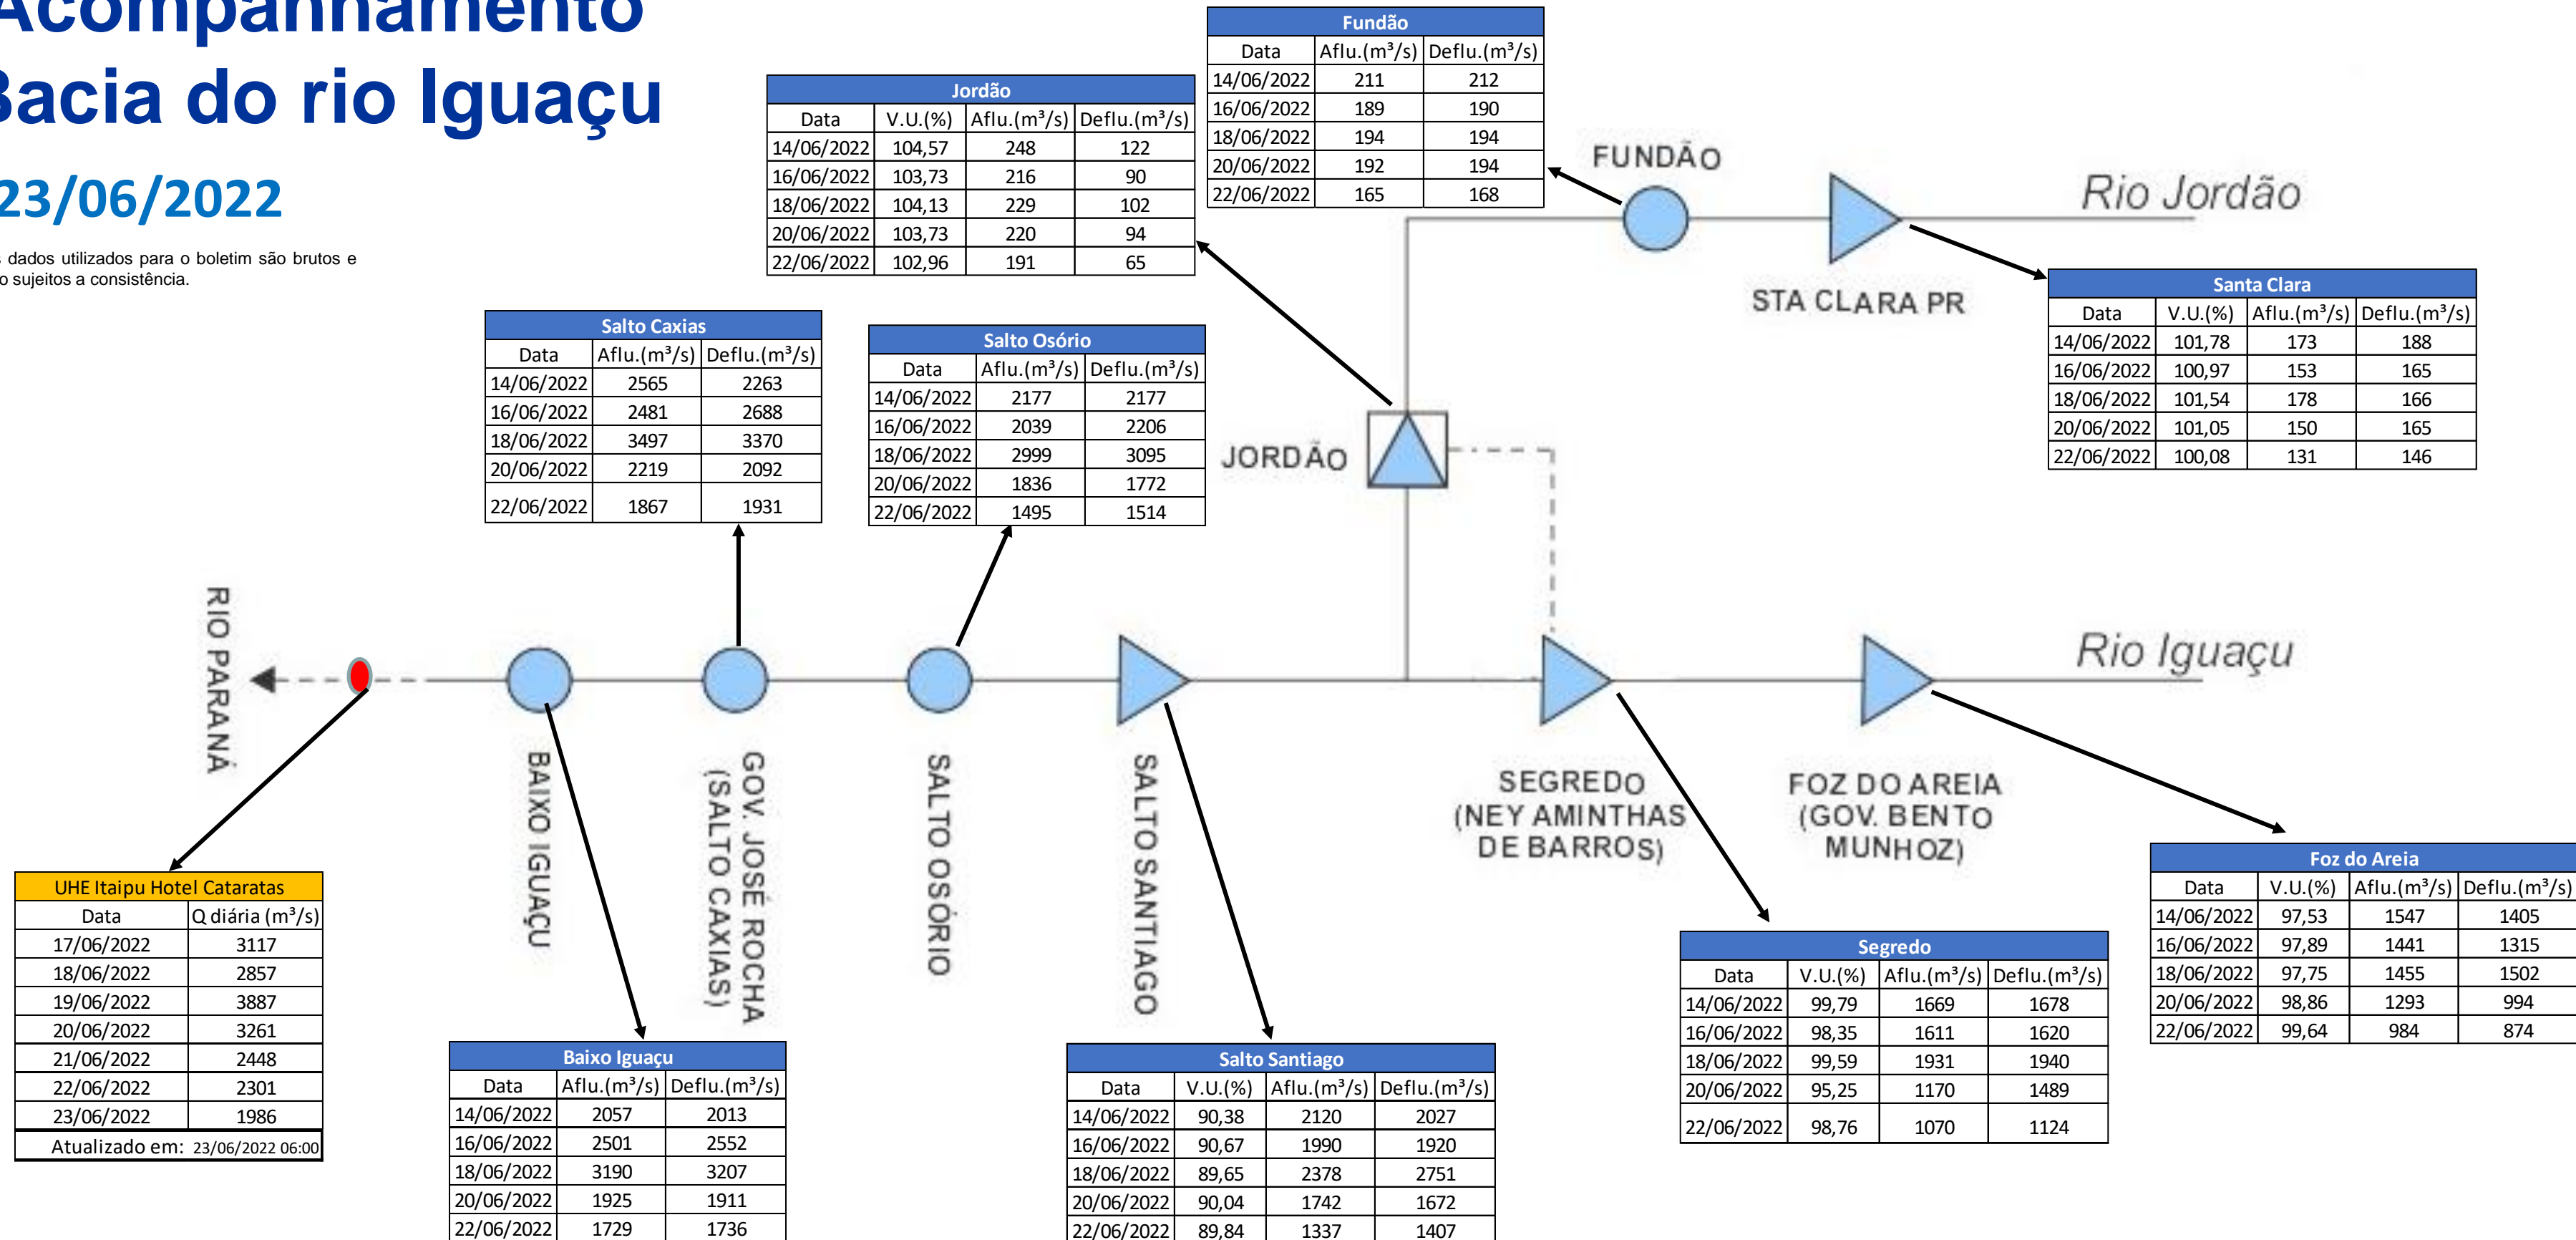 Acompanhamento
Bacia do rio Iguaçu
23/06/2022
dados utilizados para o boletim são brutos e
sujeitos a consistência.
Jordão
Data V.U.(%) Aflu.(m³/s) Deflu.(m³/s)
14/06/2022 104,57 248 122
16/06/2022 103,73 216 90
18/06/2022 104,13 229 102
20/06/2022 103,73 220 94
22/06/2022 102,96 191 65
Fundão
Data Aflu.(m³/s) Deflu.(m³/s)
14/06/2022 211 212
16/06/2022 189 190
18/06/2022 194 194
20/06/2022 192 194
22/06/2022 165 168
FUNDÃO
Rio Jordão
STA CLARA PR
Santa Clara
Data V.U.(%) Aflu.(m³/s) Deflu.(m³/s)
14/06/2022 101,78 173 188
16/06/2022 100,97 153 165
18/06/2022 101,54 178 166
20/06/2022 101,05 150 165
22/06/2022 100,08 131 146
Salto Caxias
Data Aflu.(m³/s) Deflu.(m³/s)
14/06/2022 2565 2263
16/06/2022 2481 2688
18/06/2022 3497 3370
20/06/2022 2219 2092
22/06/2022 1867 1931
Salto Osório
Data Aflu.(m³/s) Deflu.(m³/s)
14/06/2022 2177 2177
16/06/2022 2039 2206
18/06/2022 2999 3095
20/06/2022 1836 1772
22/06/2022 1495 1514
JORDÃO
RIO PARANÁ
BAIXO IGUAÇU
GOV. JOSÉ ROCHA
(SALTO CAXIAS)
SALTO OSÓRIO
SALTO SANTIAGO
SEGREDO
(NEY AMINTHAS
DE BARROS)
FOZ DO AREIA
(GOV. BENTO
MUNHOZ)
Rio Iguaçu
UHE Itaipu Hotel Cataratas
Data Q diária (m³/s)
17/06/2022 3117
18/06/2022 2857
19/06/2022 3887
20/06/2022 3261
21/06/2022 2448
22/06/2022 2301
23/06/2022 1986
Atualizado em: 23/06/2022 06:00
Baixo Iguaçu
Data Aflu.(m³/s) Deflu.(m³/s)
14/06/2022 2057 2013
16/06/2022 2501 2552
18/06/2022 3190 3207
20/06/2022 1925 1911
22/06/2022 1729 1736
Salto Santiago
Data V.U.(%) Aflu.(m³/s) Deflu.(m³/s)
14/06/2022 90,38 2120 2027
16/06/2022 90,67 1990 1920
18/06/2022 89,65 2378 2751
20/06/2022 90,04 1742 1672
22/06/2022 89,84 1337 1407
Segredo
Data V.U.(%) Aflu.(m³/s) Deflu.(m³/s)
14/06/2022 99,79 1669 1678
16/06/2022 98,35 1611 1620
18/06/2022 99,59 1931 1940
20/06/2022 95,25 1170 1489
22/06/2022 98,76 1070 1124
Foz do Areia
Data V.U.(%) Aflu.(m³/s) Deflu.(m³/s)
14/06/2022 97,53 1547 1405
16/06/2022 97,89 1441 1315
18/06/2022 97,75 1455 1502
20/06/2022 98,86 1293 994
22/06/2022 99,64 984 874